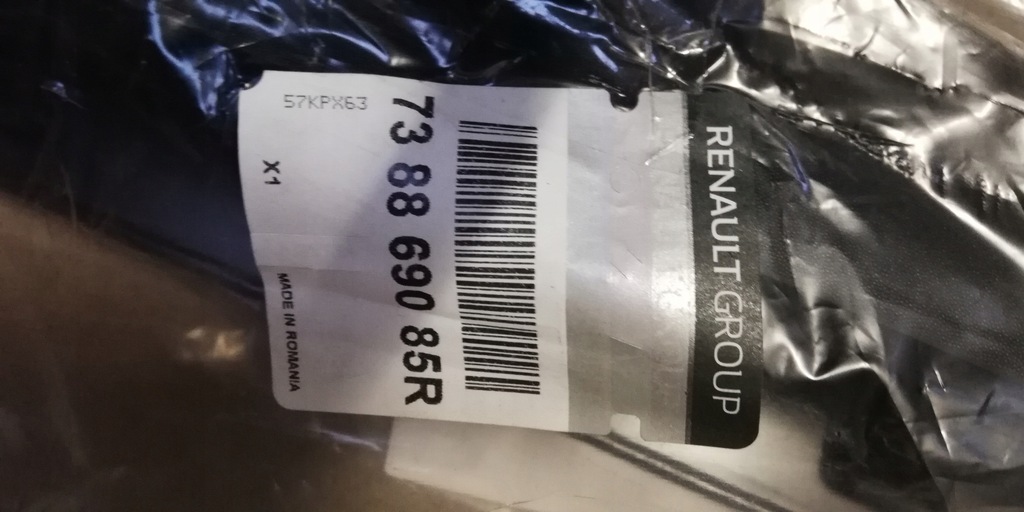 RENAULT GROUP
73 88 690 85R
57KPX63
X1
MADE IN ROMANIA